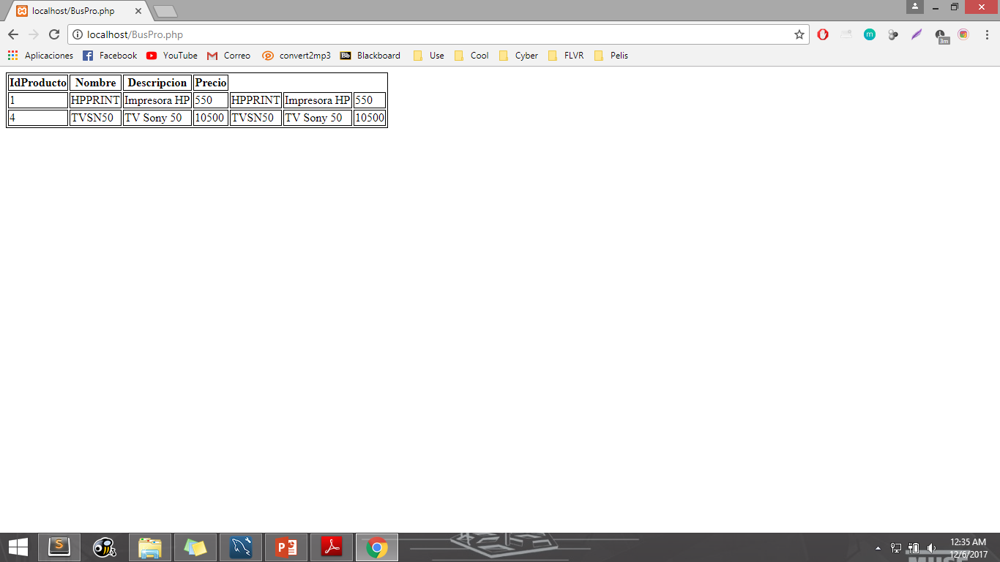 localhost/BusPro.php
localhost/BusPro.php
m
3m
Aplicaciones Facebook YouTube Correo convert2mp3 Bb Blackboard Use Cool Cyber FLVR Pelis
IdProducto Nombre Descripcion Precio
1 HPPRINT Impresora HP 550 HPPRINT Impresora HP 550
4 TVSN50 TV Sony 50 10500 TVSN50 TV Sony 50 10500
S
P
12:35 AM
12/6/2017